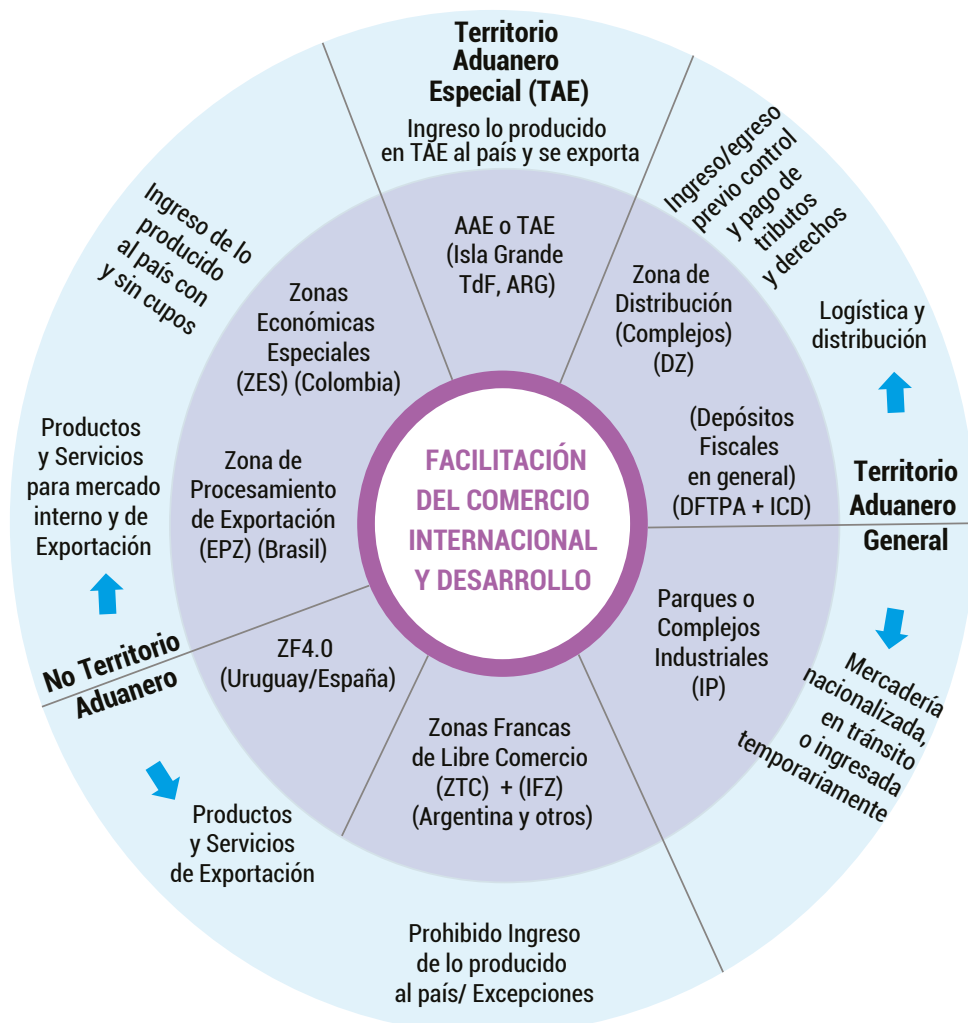 Territorio
Aduanero
Especial (TAE)
Ingreso lo producido
en TAE al país y se exporta
Ingreso/egreso
previo control
y pago de
tributos
y derechos
Logística y
distribución
Territorio
Aduanero
General
Mercadería
nacionalizada,
en tránsito
o ingresada
temporariamente
Prohibido Ingreso
de lo producido
al país/ Excepciones
Productos
y Servicios
de Exportación
No Territorio
Aduanero
Productos
y Servicios
para mercado
interno y de
Exportación
Ingreso de lo
producido
al país con
y sin cupos
AAE o TAE
(Isla Grande
TdF, ARG)
Zona de
Distribución
(Complejos)
(DZ)
(Depósitos
Fiscales
en general)
(DFTPA + ICD)
Parques o
Complejos
Industriales
(IP)
Zonas Francas
de Libre Comercio
(ZTC) + (IFZ)
(Argentina y otros)
ZF4.0
(Uruguay/España)
Zona de
Procesamiento
de Exportación
(EPZ) (Brasil)
Zonas
Económicas
Especiales
(ZES) (Colombia)
FACILITACIÓN
DEL COMERCIO
INTERNACIONAL
Y DESARROLLO